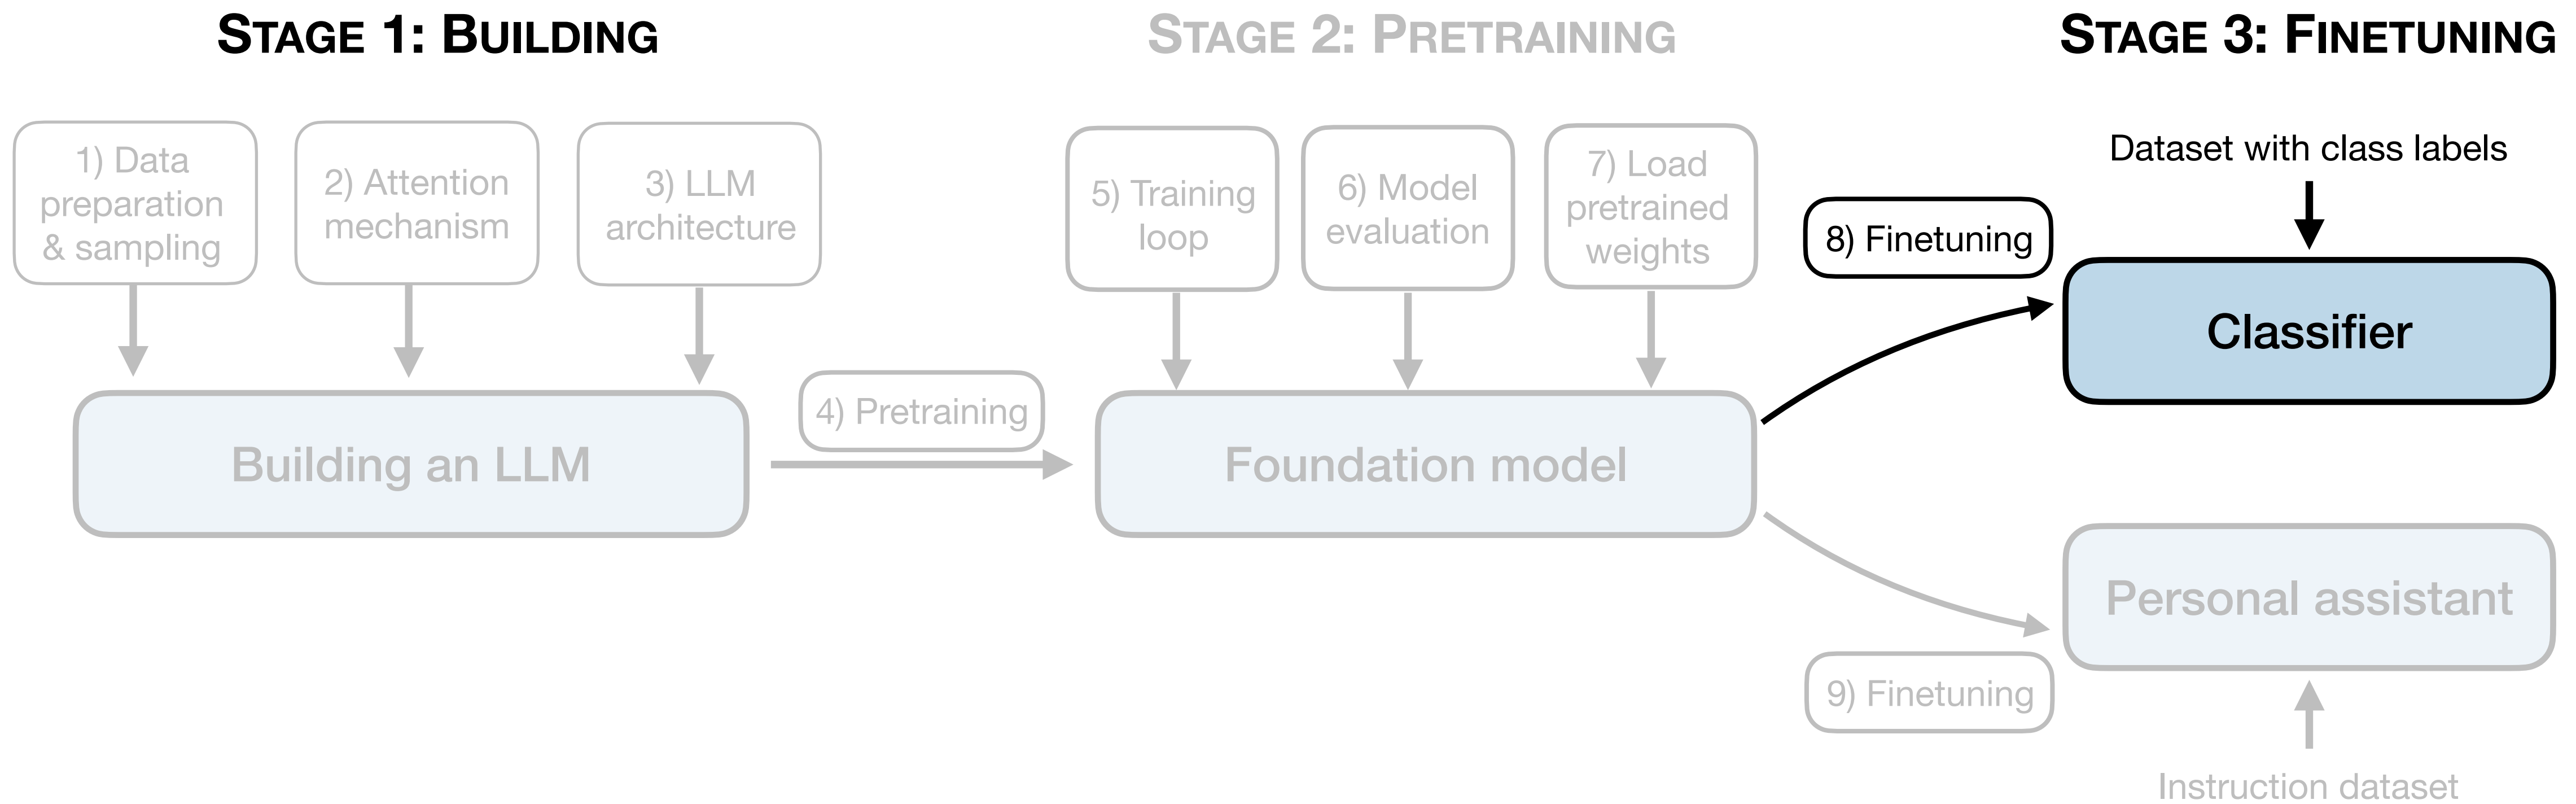 STAGE 1: BUILDING
STAGE 2: PRETRAINING
STAGE 3: FINETUNING
1) Data
preparation
& sampling
2) Attention
mechanism
3) LLM
architecture
5) Training
loop
6) Model
evaluation
7) Load
pretrained
weights
Dataset with class labels
8) Finetuning
Classifier
4) Pretraining
Building an LLM
Foundation model
Personal assistant
9) Finetuning
Instruction dataset